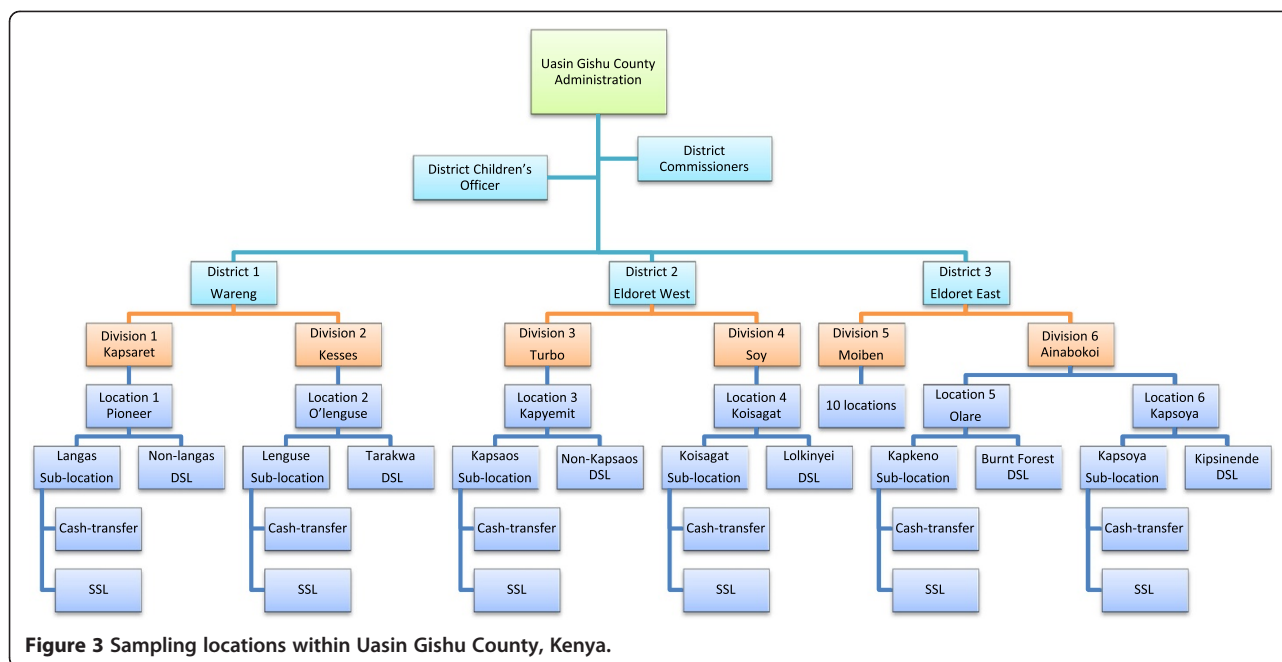 Uasin Gishu County
Administration
District Children's
Officer
District
Commissioners
District 1
Wareng
District 2
Eldoret West
District 3
Eldoret East
Division 1
Kapsaret
Division 2
Kesses
Division 3
Turbo
Division 4
Soy
Division 5
Moiben
Division 6
Ainabokoi
Location 1
Pioneer
Location 2
O'lenguse
Location 3
Kapyemit
Location 4
Koisagat
10 locations
Location 5
Olare
Location 6
Kapsoya
Langas
Sub-location
Non-langas
DSL
Lenguse
Sub-location
Tarakwa
DSL
Kapsaos
Sub-location
Non-Kapsaos
DSL
Koisagat
Sub-location
Lolkinyei
DSL
Kapkeno
Sub-location
Burnt Forest
DSL
Kapsoya
Sub-location
Kipsinende
DSL
Cash-transfer
Cash-transfer
Cash-transfer
Cash-transfer
Cash-transfer
Cash-transfer
SSL
SSL
SSL
SSL
SSL
SSL
Figure 3 Sampling locations within Uasin Gishu County, Kenya.